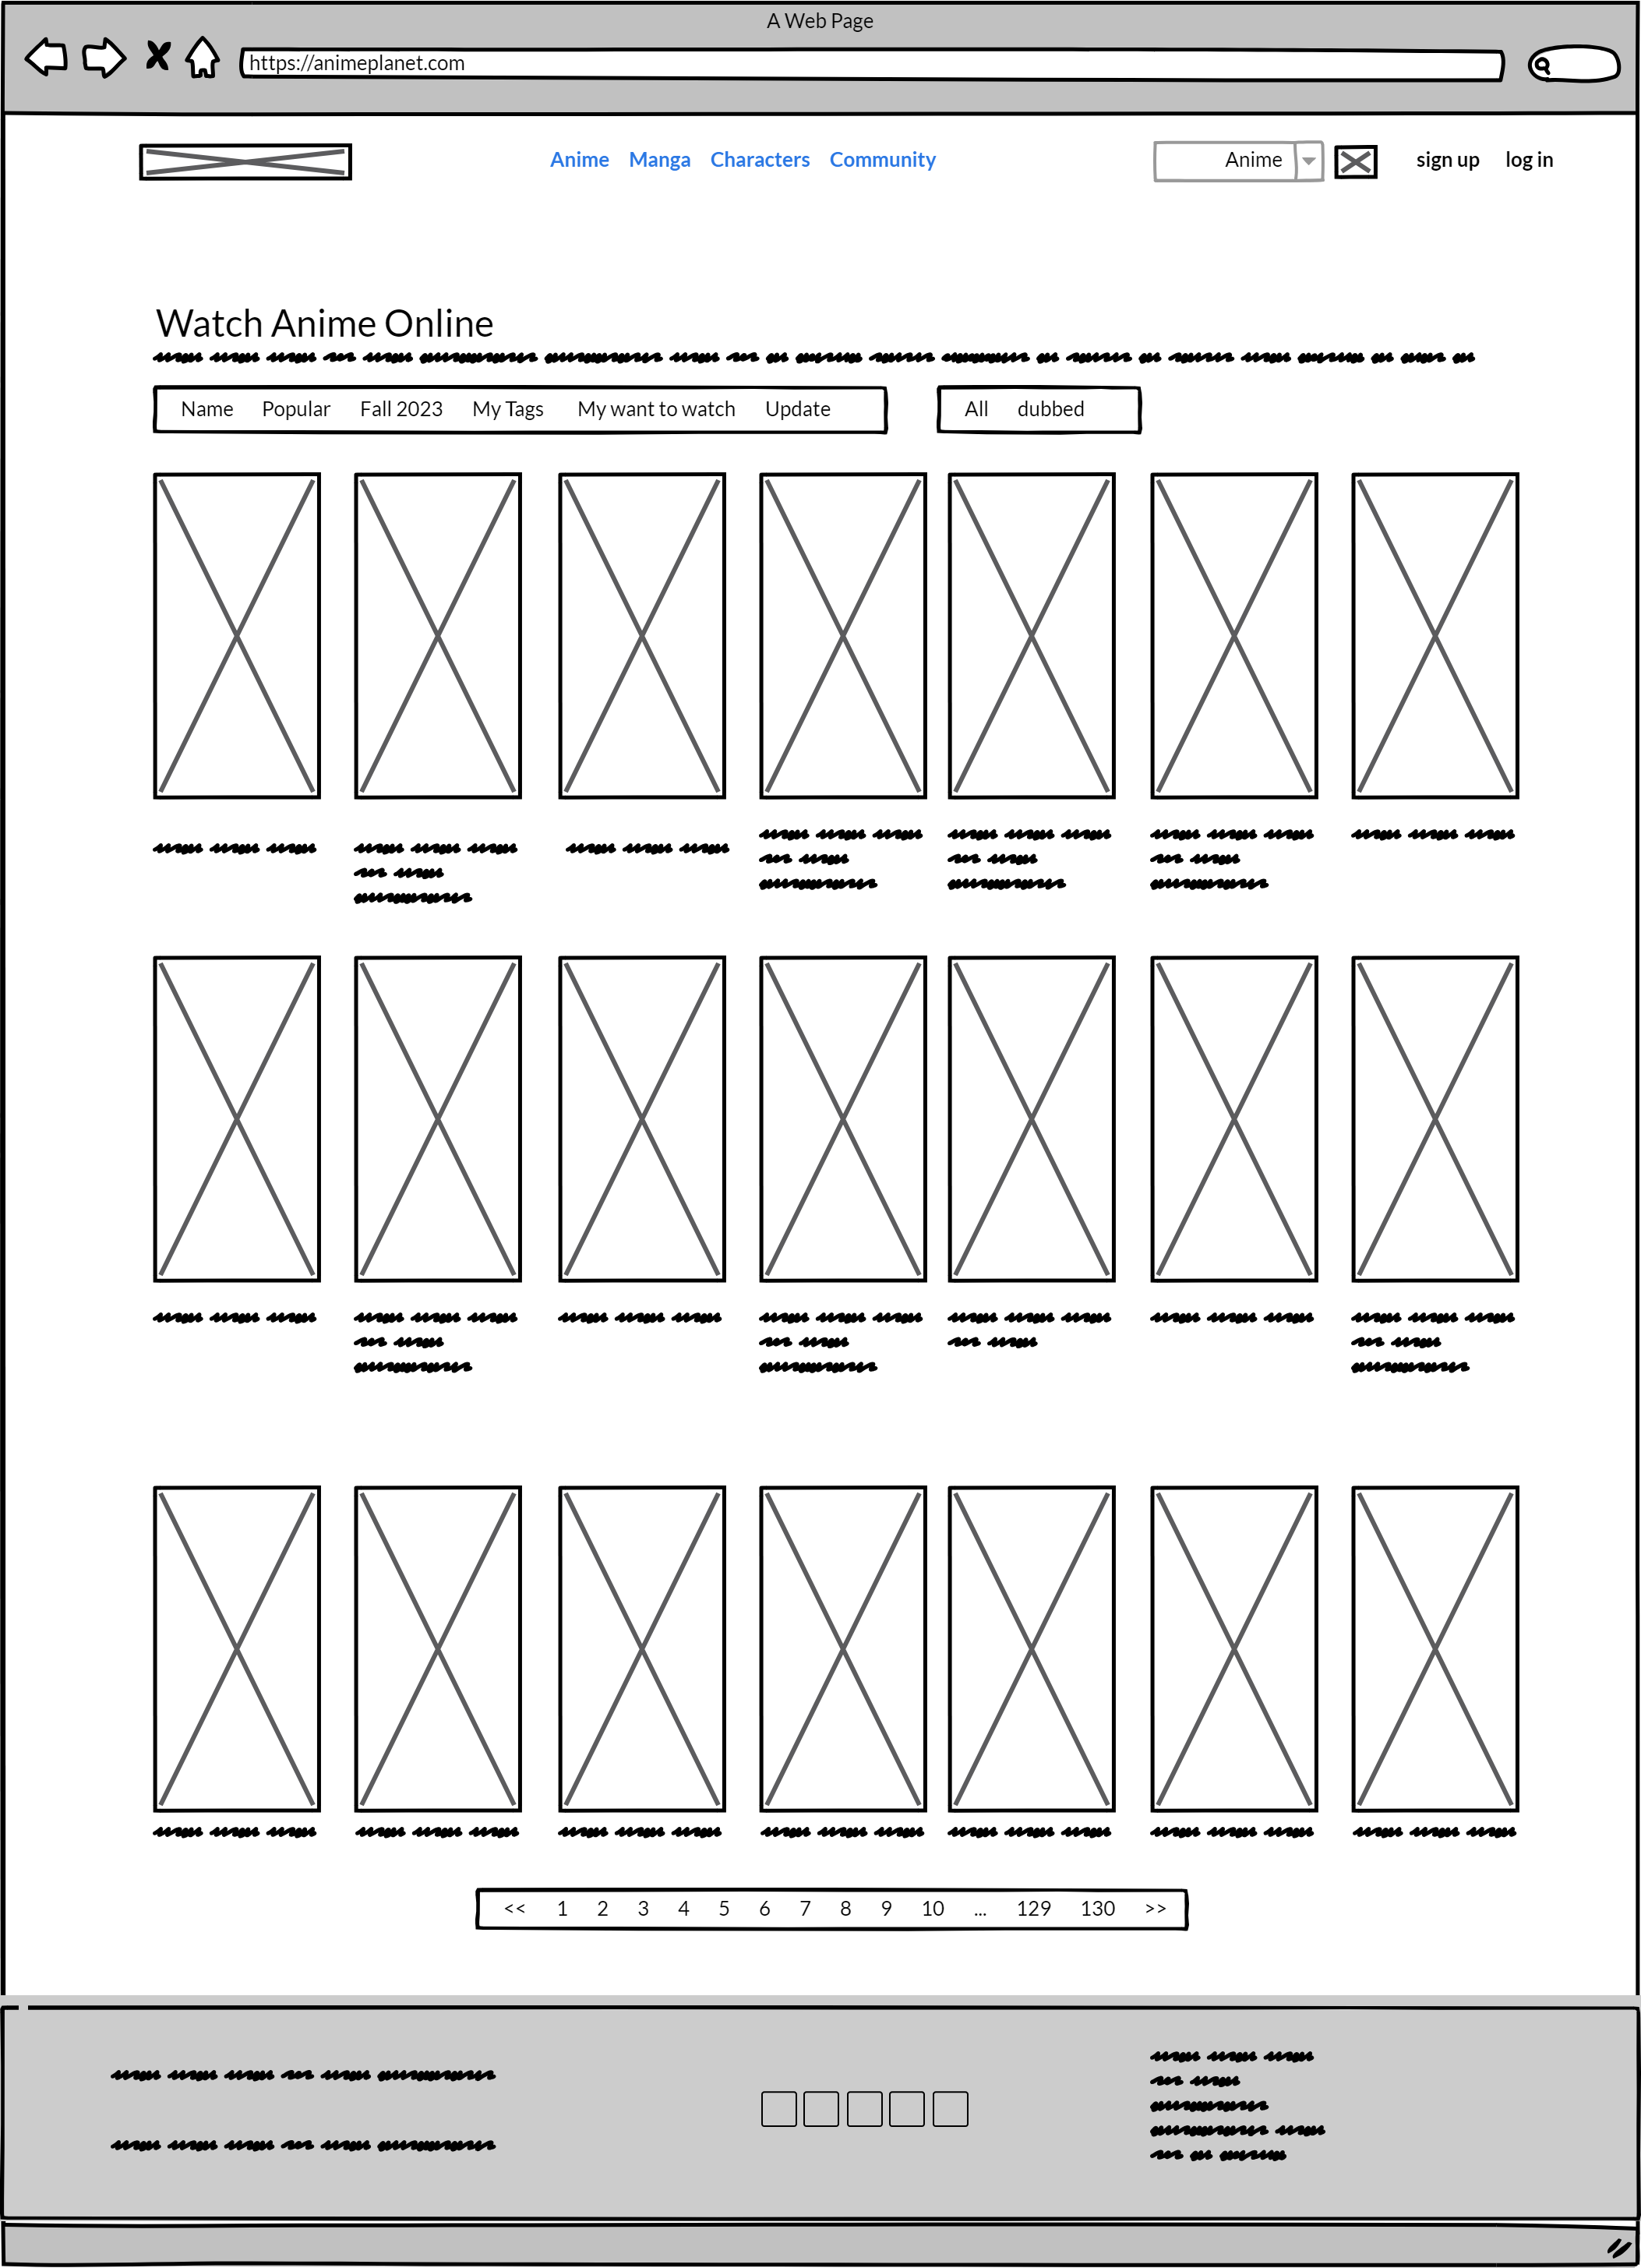 A Web Page
https://animeplanet.com
Anime Manga Characters Community Anime sign up log in
Watch Anime Online
Name Popular Fall 2023 My Tags My want to watch Update All dubbed
<< 1 2 3 4 5 6 7 8 9 10 ... 129 130 >>